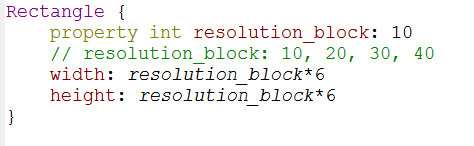 Rectangle {
    property int resolution_block: 10
    // resolution_block: 10, 20, 30, 40
    width: resolution_block*6
    height: resolution_block*6
}